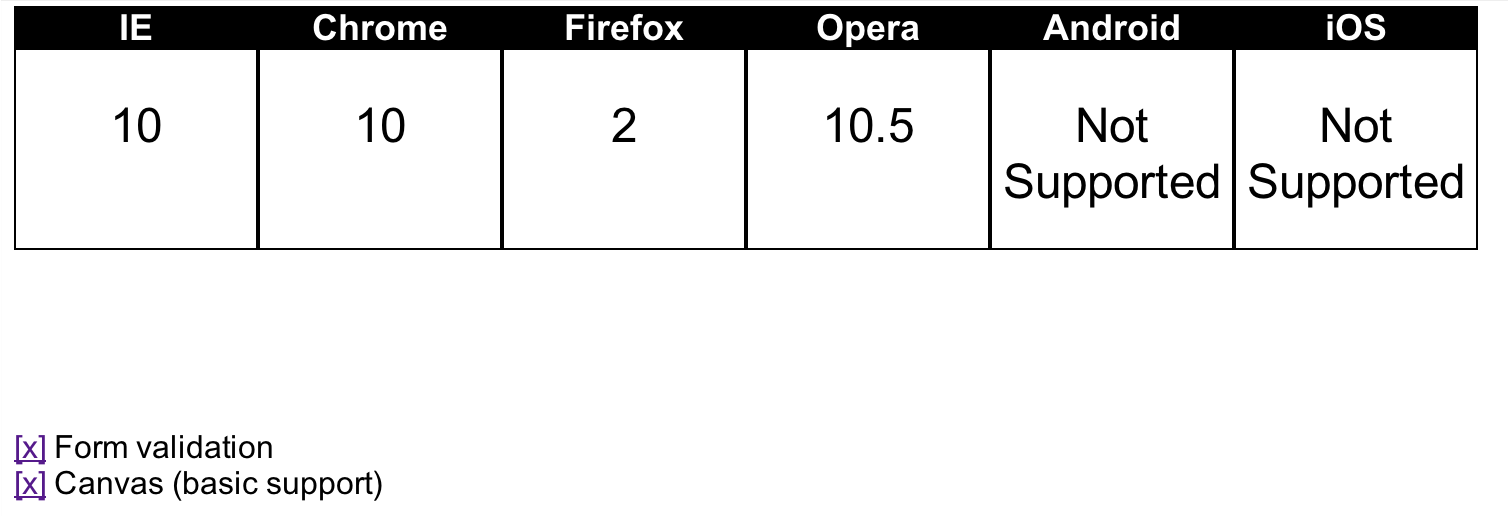 IE Chrome Firefox Opera Android iOS
10 10 2 10.5 Not Supported Not Supported
[x] Form validation
[x] Canvas (basic support)